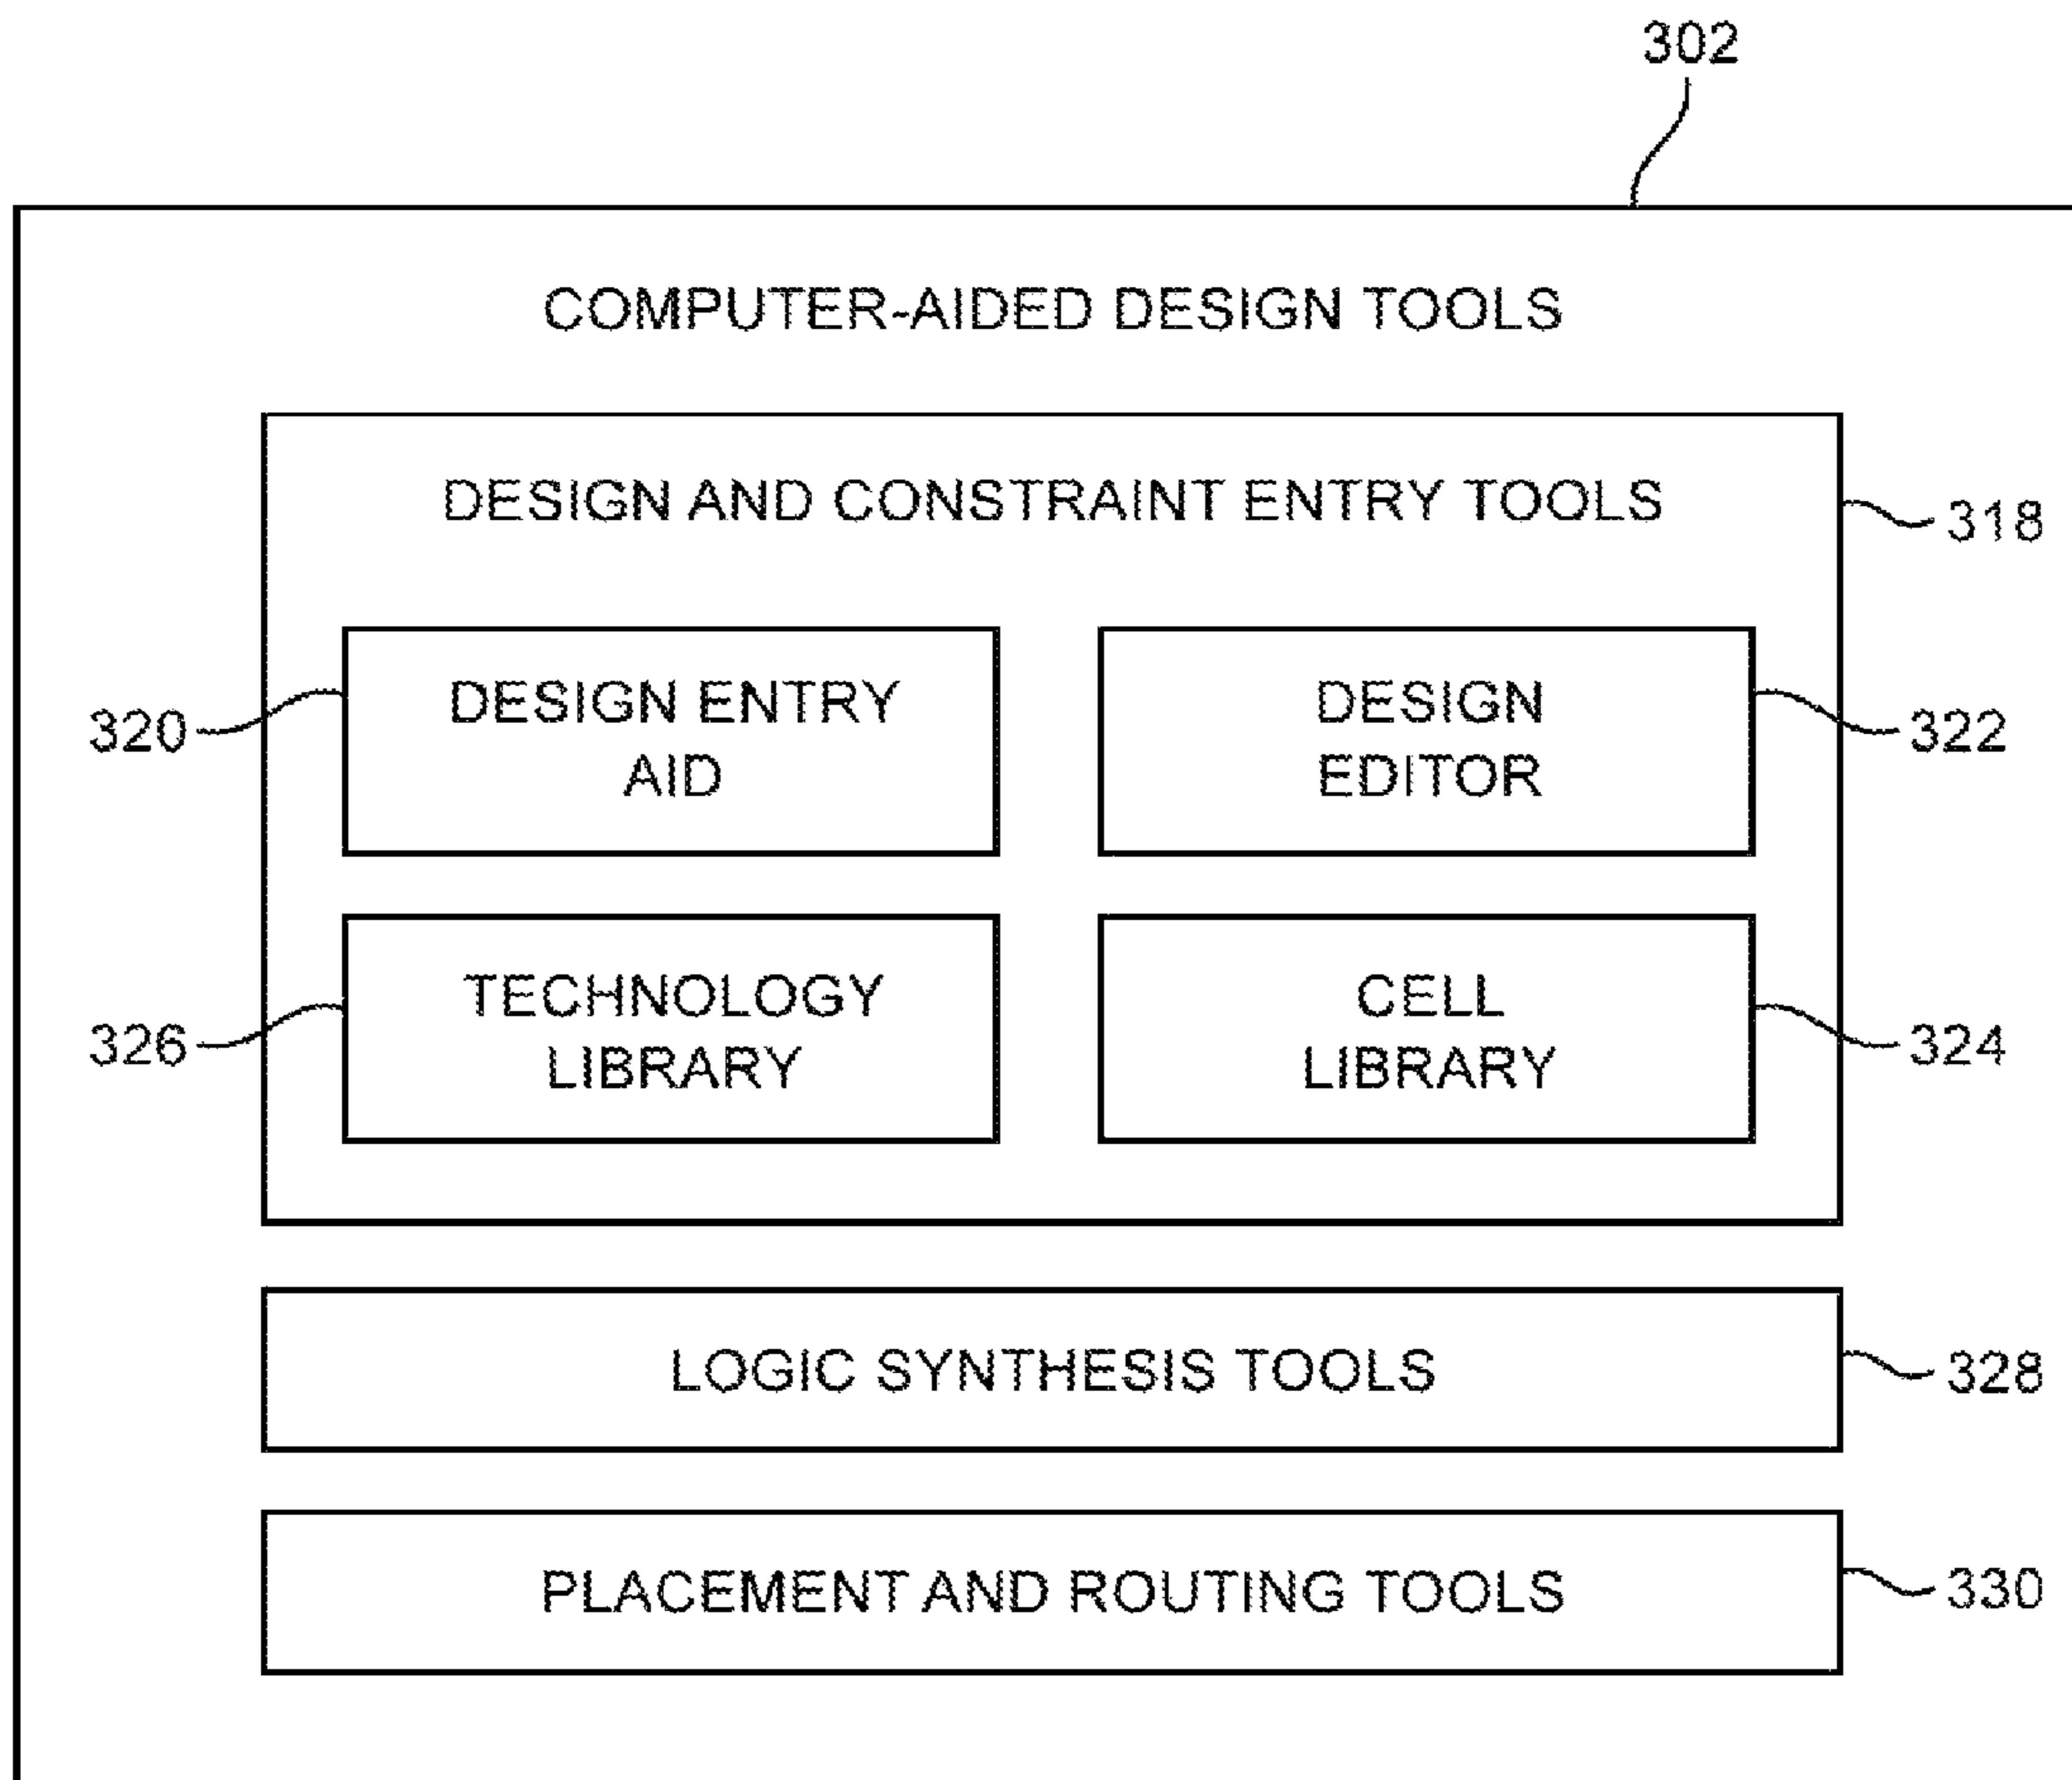 302
COMPUTER-AIDED DESIGN TOOLS
DESIGN AND CONSTRAINT ENTRY TOOLS
318
320
DESIGN ENTRY
AID
DESIGN
EDITOR
322
326
TECHNOLOGY
LIBRARY
CELL
LIBRARY
324
LOGIC SYNTHESIS TOOLS
328
PLACEMENT AND ROUTING TOOLS
330